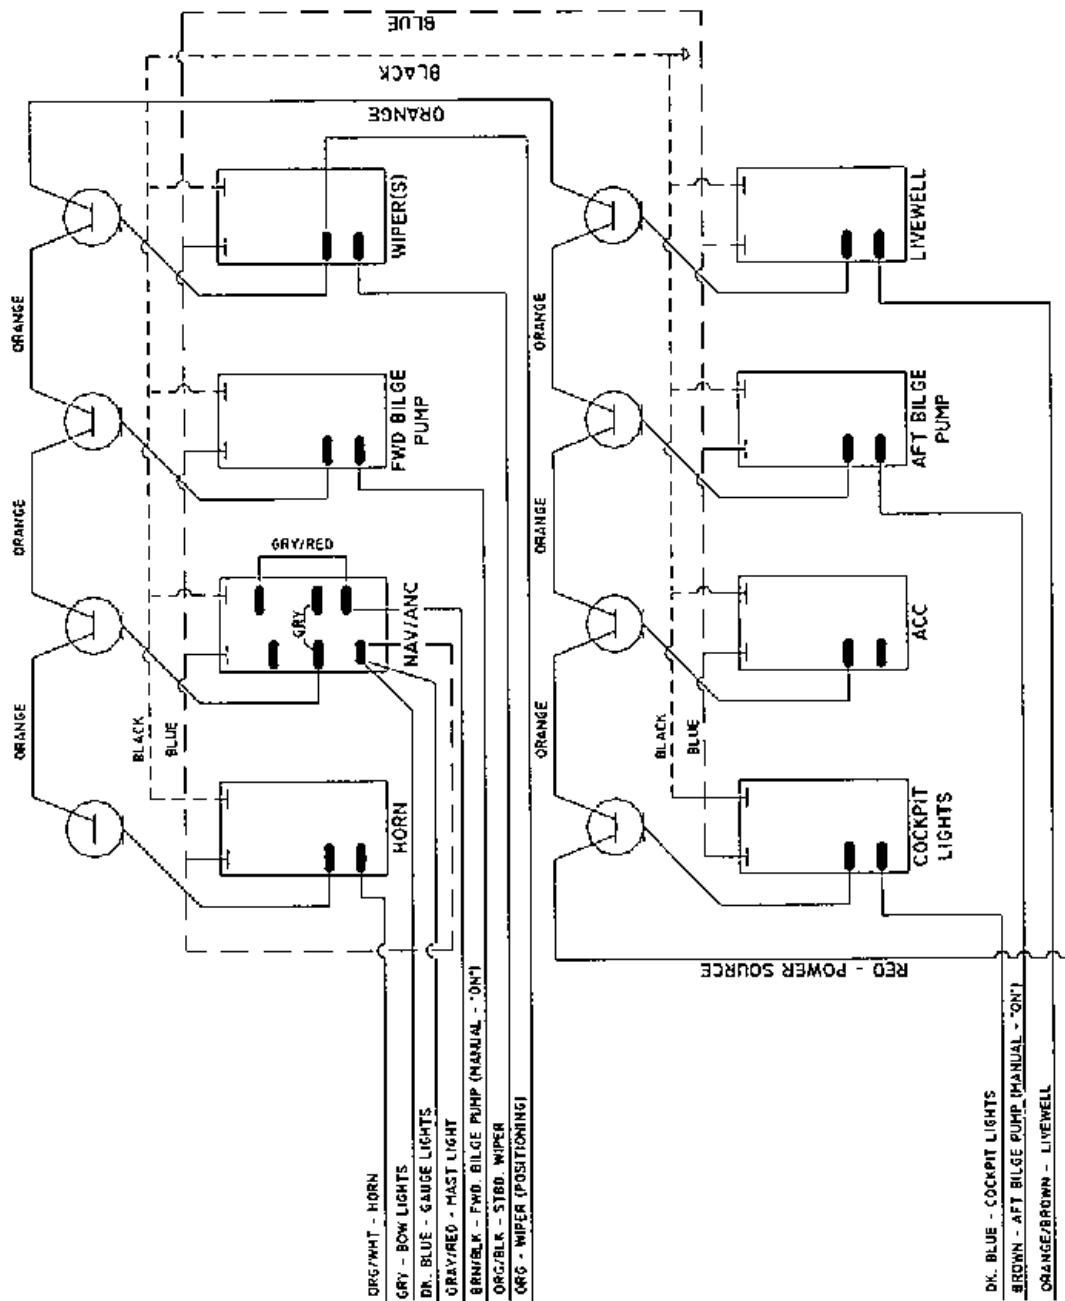 BLUE
BLACK
ORANGE
WIPER(S)
LIVEWELL
ORANGE
ORANGE
FWD BILGE
PUMP
AFT BILGE
PUMP
ORANGE
ORANGE
GRY/RED
GRY
NAV/ANC
ACC
ORANGE
BLACK
BLUE
ORANGE
BLACK
BLUE
HORN
COCKPIT
LIGHTS
RED - POWER SOURCE
ORG/WHT - HORN
GRY - BOW LIGHTS
DK. BLUE - GAUGE LIGHTS
GRAY/RED - MAST LIGHT
BRN/BLK - FWD. BILGE PUMP (MANUAL - "ON")
ORG/BLK - STBD. WIPER
ORG - WIPER (POSITIONING)
DK. BLUE - COCKPIT LIGHTS
BROWN - AFT BILGE PUMP (MANUAL - "ON")
ORANGE/BROWN - LIVEWELL